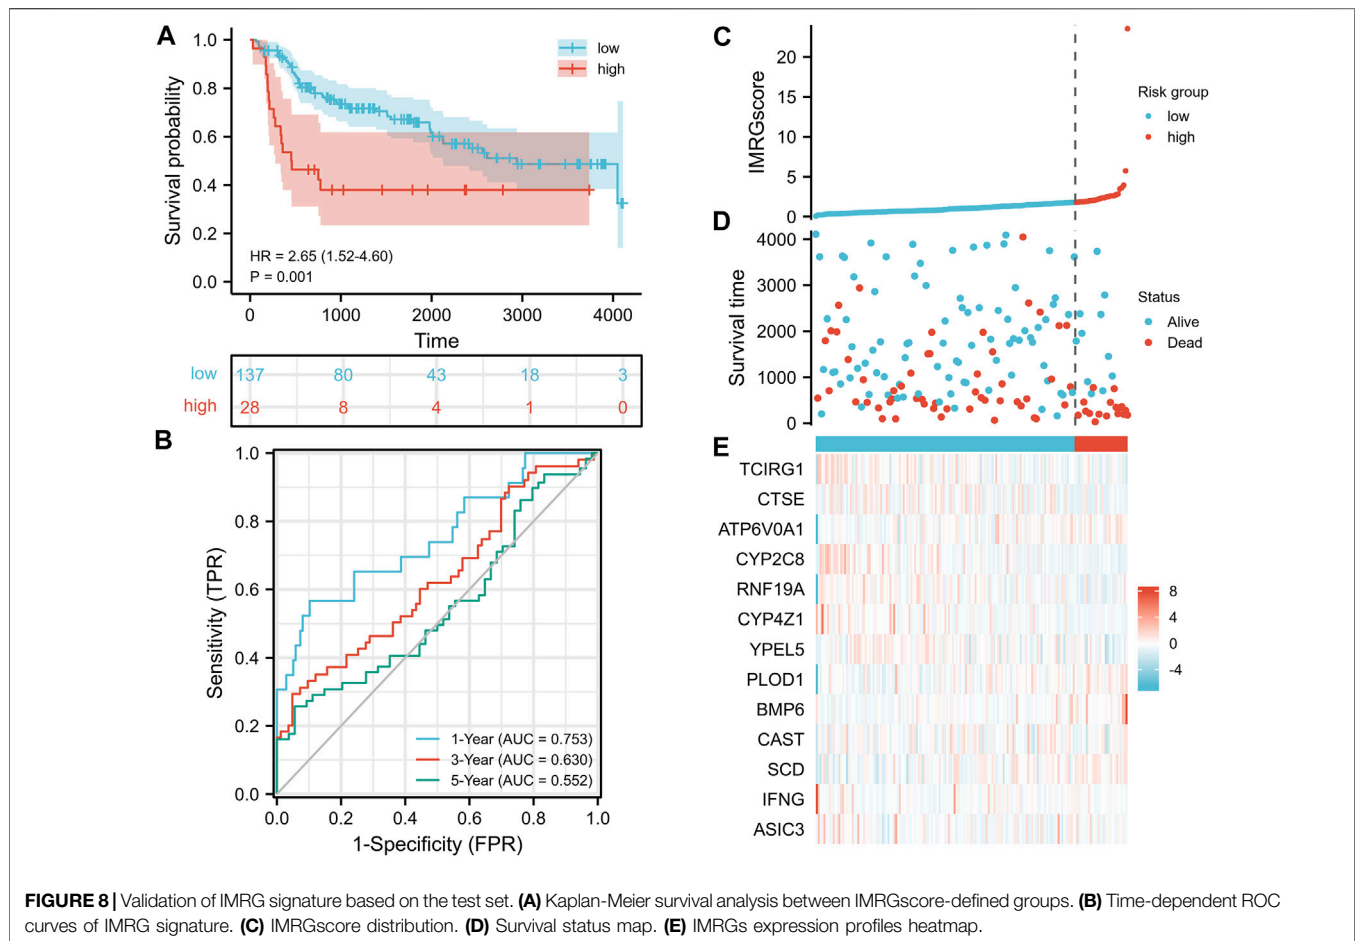 A
1.0
0.8
0.6
0.4
0.2
0.0
Survival probability
low
high
HR = 2.65 (1.52-4.60)
P = 0.001
0 1000 2000 3000 4000
Time
low 137 80 43 18 3
high 28 8 4 1 0
B
1.0
0.8
0.6
0.4
0.2
0.0
Sensitivity (TPR)
1-Year (AUC = 0.753)
3-Year (AUC = 0.630)
5-Year (AUC = 0.552)
0.0 0.2 0.4 0.6 0.8 1.0
1-Specificity (FPR)
C
20
15
10
5
0
IMRGscore
Risk group
low
high
D
4000
3000
2000
1000
0
Survival time
Status
Alive
Dead
E
TCIRG1
CTSE
ATP6V0A1
CYP2C8
RNF19A
CYP4Z1
YPEL5
PLOD1
BMP6
CAST
SCD
IFNG
ASIC3
8
4
0
-4
FIGURE 8 | Validation of IMRG signature based on the test set. (A) Kaplan-Meier survival analysis between IMRGscore-defined groups. (B) Time-dependent ROC
curves of IMRG signature. (C) IMRGscore distribution. (D) Survival status map. (E) IMRGs expression profiles heatmap.